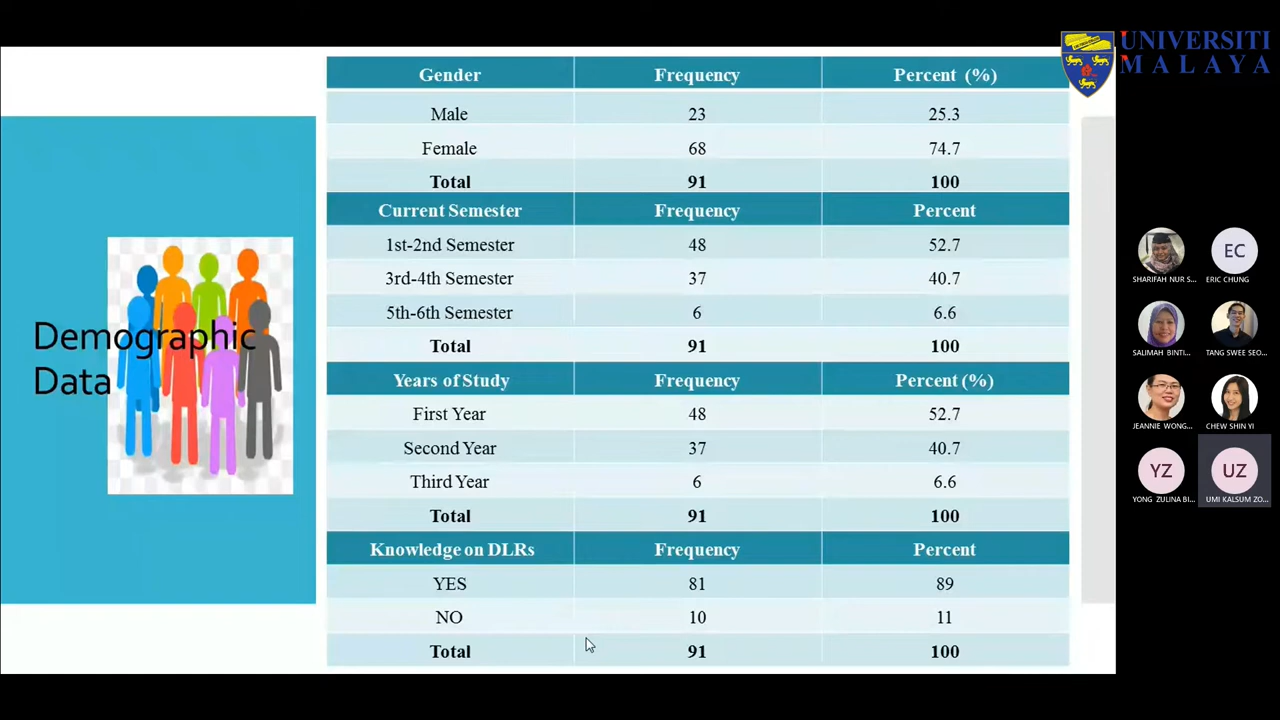 UNIVERSITI
MALAYA
Demographic
Data
Gender Frequency Percent (%)
Male 23 25.3
Female 68 74.7
Total 91 100
Current Semester Frequency Percent
1st-2nd Semester 48 52.7
3rd-4th Semester 37 40.7
5th-6th Semester 6 6.6
Total 91 100
Years of Study Frequency Percent (%)
First Year 48 52.7
Second Year 37 40.7
Third Year 6 6.6
Total 91 100
Knowledge on DLRs Frequency Percent
YES 81 89
NO 10 11
Total 91 100
EC
SHARIFAH NUR S... ERIC CHUNG
SALIMAH BINTI... TANG SWEE SEO...
JEANNIE WONG... CHEW SHIN YI
YZ UZ
YONG ZULINA BI... UMI KALSUM ZO...